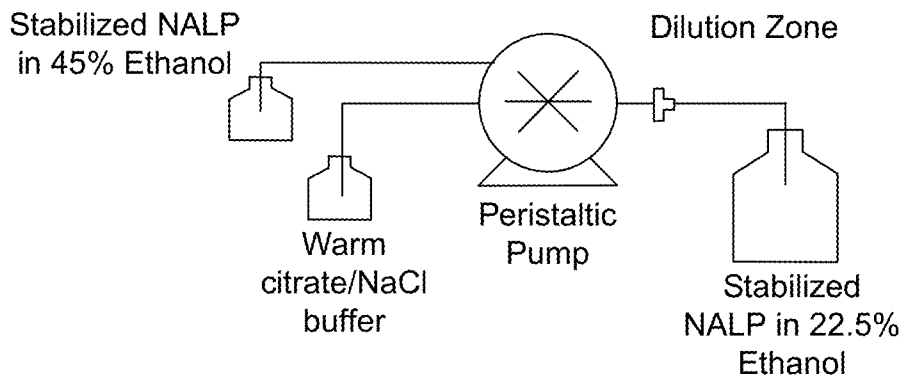 Stabilized NALP
in 45% Ethanol
Dilution Zone
Warm
citrate/NaCl
buffer
Peristaltic
Pump
Stabilized
NALP in 22.5%
Ethanol